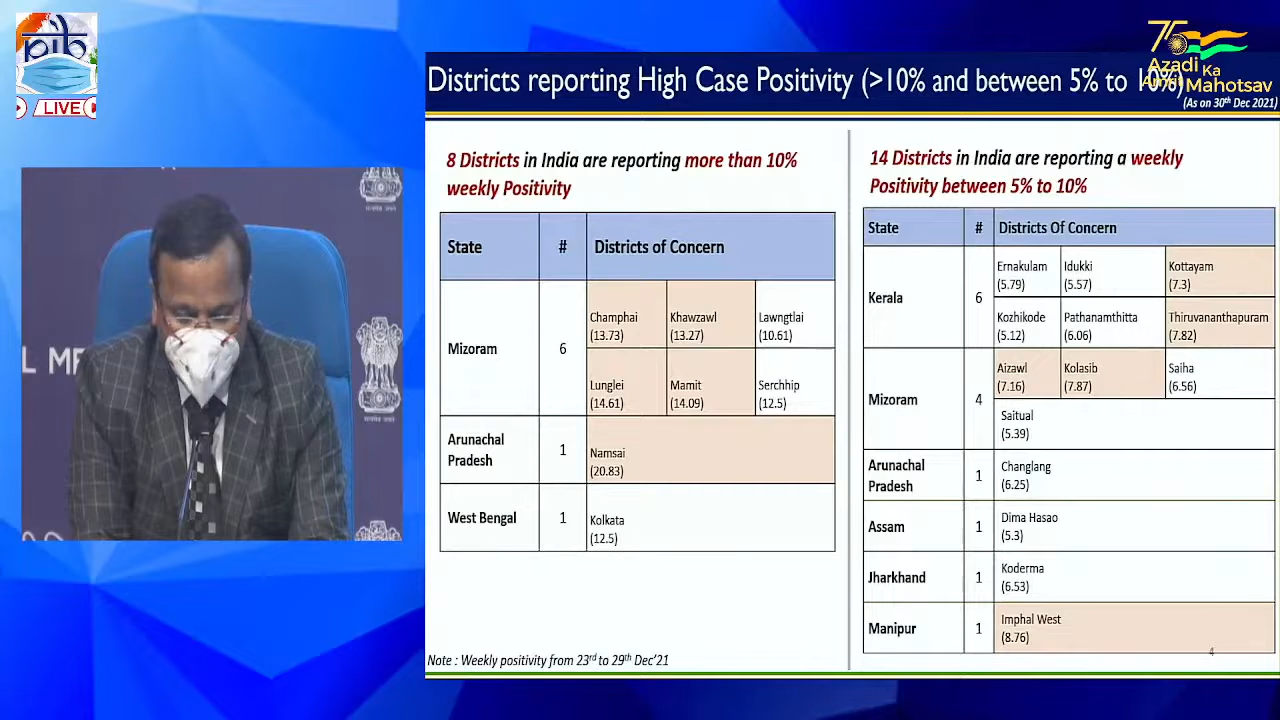 pib
LIVE
75
Azadi Ka
Amrit Mahotsav
Districts reporting High Case Positivity (>10% and between 5% to 10%)
(As on 30th Dec 2021)
8 Districts in India are reporting more than 10%
weekly Positivity
State # Districts of Concern
Mizoram 6
Champhai Khawzawl Lawngtlai
(13.73) (13.27) (10.61)
Lunglei Mamit Serchhip
(14.61) (14.09) (12.5)
Arunachal
Pradesh
1
Namsai
(20.83)
West Bengal 1
Kolkata
(12.5)
Note : Weekly positivity from 23rd to 29th Dec'21
14 Districts in India are reporting a weekly
Positivity between 5% to 10%
State # Districts Of Concern
Kerala 6
Ernakulam Idukki Kottayam
(5.79) (5.57) (7.3)
Kozhikode Pathanamthitta Thiruvananthapuram
(5.12) (6.06) (7.82)
Mizoram 4
Aizawl Kolasib Saiha
(7.16) (7.87) (6.56)
Saitual
(5.39)
Arunachal
Pradesh
1
Changlang
(6.25)
Assam 1
Dima Hasao
(5.3)
Jharkhand 1
Koderma
(6.53)
Manipur 1
Imphal West
(8.76)
4